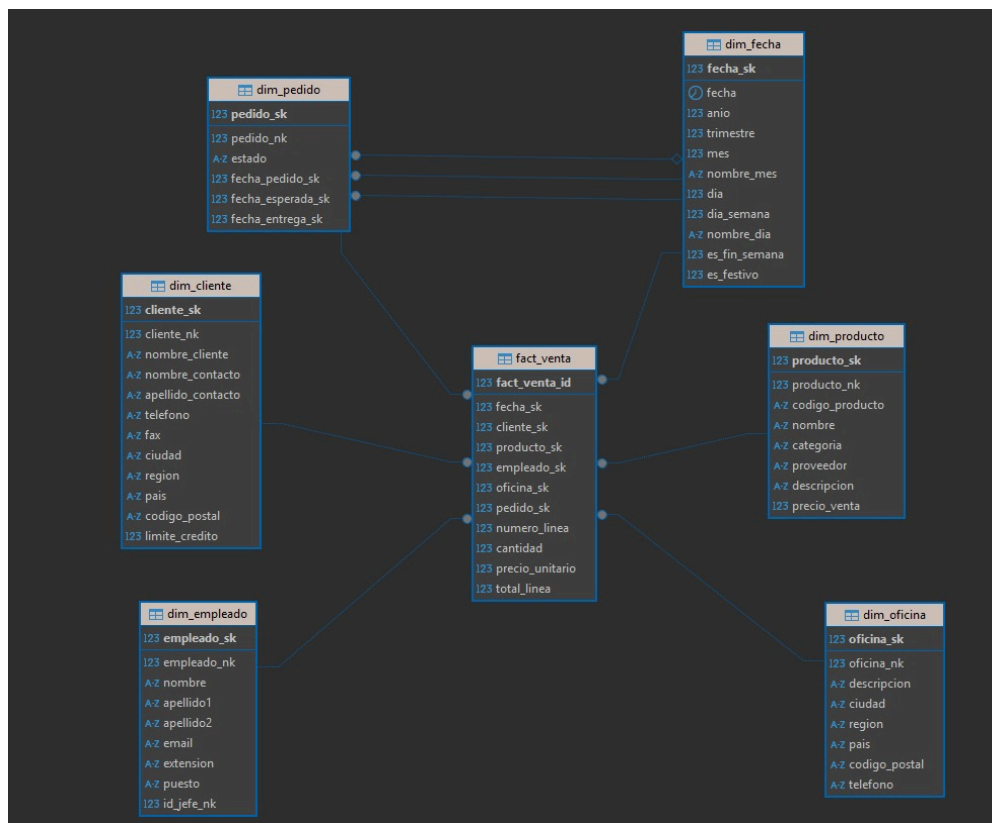 dim_fecha
123 fecha_sk
fecha
123 anio
123 trimestre
123 mes
A-Z nombre_mes
123 dia
123 dia_semana
A-Z nombre_dia
123 es_fin_semana
123 es_festivo
dim_pedido
123 pedido_sk
123 pedido_nk
A-Z estado
123 fecha_pedido_sk
123 fecha_esperada_sk
123 fecha_entrega_sk
dim_cliente
123 cliente_sk
123 cliente_nk
A-Z nombre_cliente
A-Z nombre_contacto
A-Z apellido_contacto
A-Z telefono
A-Z fax
A-Z ciudad
A-Z region
A-Z pais
A-Z codigo_postal
123 limite_credito
fact_venta
123 fact_venta_id
123 fecha_sk
123 cliente_sk
123 producto_sk
123 empleado_sk
123 oficina_sk
123 pedido_sk
123 numero_linea
123 cantidad
123 precio_unitario
123 total_linea
dim_producto
123 producto_sk
123 producto_nk
A-Z codigo_producto
A-Z nombre
A-Z categoria
A-Z proveedor
A-Z descripcion
123 precio_venta
dim_empleado
123 empleado_sk
123 empleado_nk
A-Z nombre
A-Z apellido1
A-Z apellido2
A-Z email
A-Z extension
A-Z puesto
123 id_jefe_nk
dim_oficina
123 oficina_sk
123 oficina_nk
A-Z descripcion
A-Z ciudad
A-Z region
A-Z pais
A-Z codigo_postal
A-Z telefono